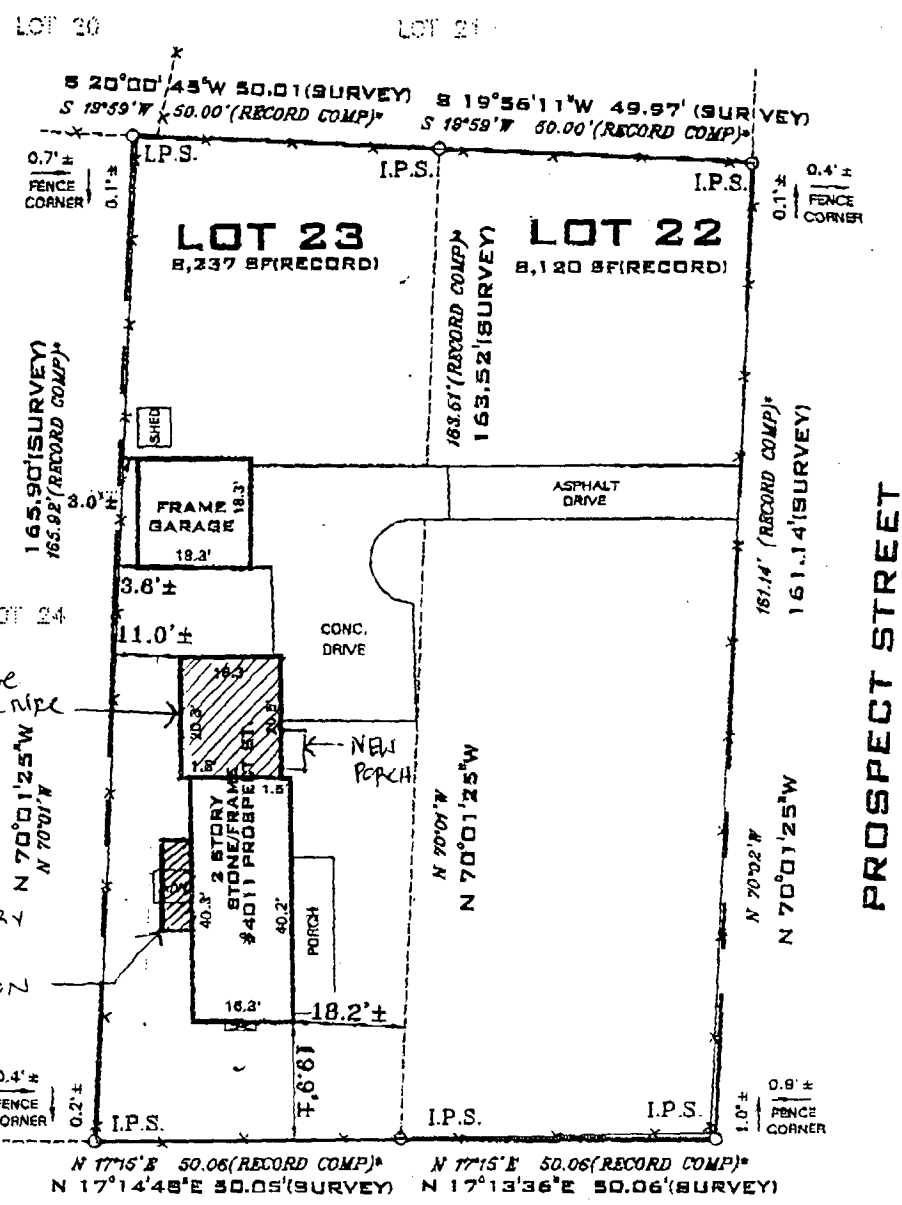 LOT 20
LOT 21
S 20°00'45"W 50.01(SURVEY)
S 19°59'W 50.00'(RECORD COMP)*
S 19°56'11"W 49.97' (SURVEY)
S 19°59'W 50.00'(RECORD COMP)*
0.7'±
FENCE
CORNER
0.1'±
I.P.S.
I.P.S.
I.P.S.
0.1'±
0.4'±
FENCE
CORNER
LOT 23
8,237 SF(RECORD)
LOT 22
8,120 SF(RECORD)
163.61'(RECORD COMP)*
163.52'(SURVEY)
165.90'(SURVEY)
165.92'(RECORD COMP)*
SHED
3.0'±
FRAME
GARAGE
18.3'
18.3'
ASPHALT
DRIVE
161.14' (RECORD COMP)*
161.14'(SURVEY)
PROSPECT STREET
3.6'±
LOT 24
11.0'±
CONC.
DRIVE
16.3'
20.3'
20.5'
NEW
PORCH
1.8'
1.5'
2 STORY
STONE/FRAME
#4011 PROSPECT ST.
N 70°01'25"W
N 70°01'W
N 70°01'W
N 70°01'25"W
N 70°02'W
N 70°01'25"W
40.3'
40.2'
PORCH
16.3'
18.2'±
19.9'±
0.4'±
FENCE
CORNER
0.2'±
I.P.S.
I.P.S.
I.P.S.
1.0'±
0.8'±
FENCE
CORNER
N 17°15'E 50.06(RECORD COMP)*
N 17°14'48"E 50.05'(SURVEY)
N 17°15'E 50.06(RECORD COMP)*
N 17°13'36"E 50.06'(SURVEY)